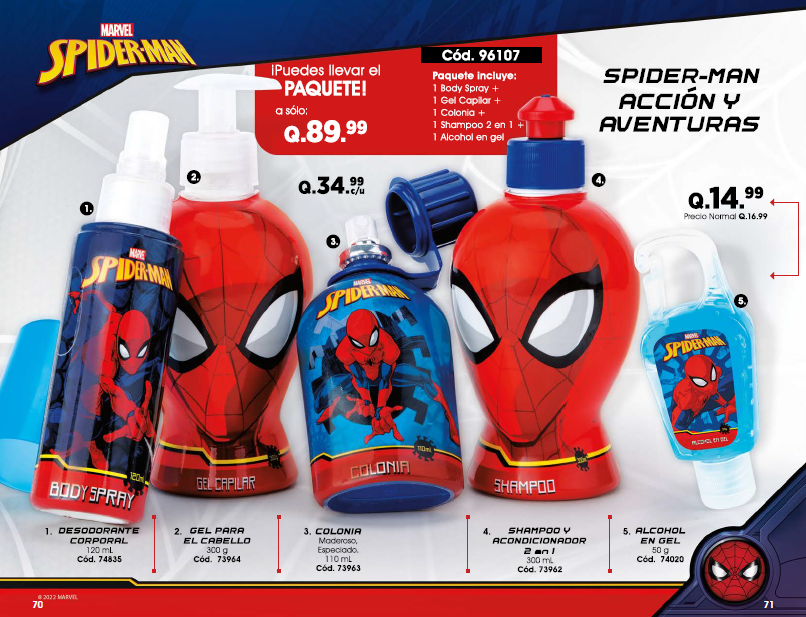 MARVEL
SPIDER-MAN
¡Puedes llevar el
PAQUETE!
a sólo:
Q.89.99
Cód. 96107
Paquete incluye:
1 Body Spray +
1 Gel Capilar +
1 Colonia +
1 Shampoo 2 en 1 +
1 Alcohol en gel
SPIDER-MAN
ACCIÓN Y
AVENTURAS
Q.34.99
c/u
Q.14.99
Precio Normal Q.16.99
1.
MARVEL
SPIDER-MAN
120ml
BODY SPRAY
2.
GEL CAPILAR
3.
MARVEL
SPIDER-MAN
110ml
COLONIA
4.
SHAMPOO
5.
MARVEL
SPIDER-MAN
ALCOHOL EN GEL
1. DESODORANTE
CORPORAL
120 mL
Cód. 74835
2. GEL PARA
EL CABELLO
300 g
Cód. 73964
3. COLONIA
Maderoso,
Especiado.
110 mL
Cód. 73963
4. SHAMPOO Y
ACONDICIONADOR
2 en 1
300 mL
Cód. 73962
5. ALCOHOL
EN GEL
50 g
Cód. 74020
© 2022 MARVEL
70
71